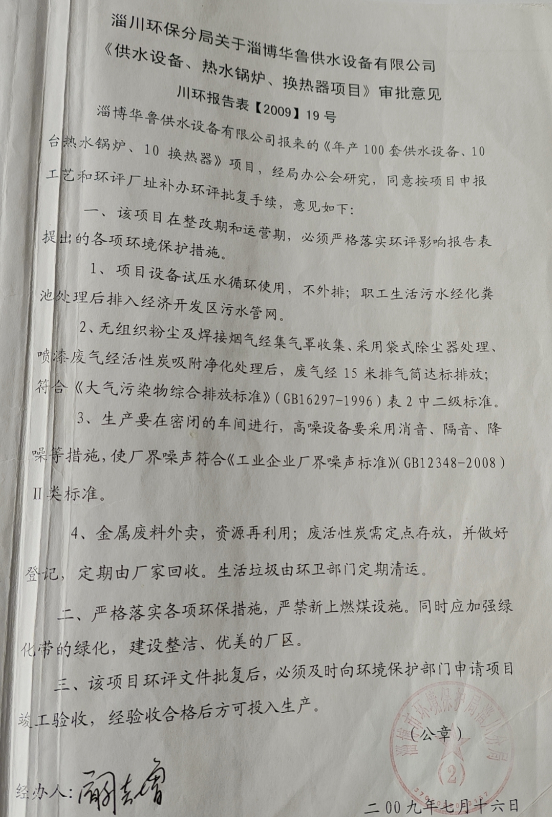 淄川环保分局关于淄博华鲁供水设备有限公司
《供水设备、热水锅炉、换热器项目》审批意见
川环报告表【2009】19号
淄博华鲁供水设备有限公司报来的《年产100套供水设备、10
台热水锅炉、10 换热器》项目，经局办公会研究，同意按项目申报
工艺和环评厂址补办环评批复手续，意见如下：
一、该项目在整改期和运营期，必须严格落实环评影响报告表
提出的各项环境保护措施。
1、项目设备试压水循环使用，不外排；职工生活污水经化粪
池处理后排入经济开发区污水管网。
2、无组织粉尘及焊接烟气经集气罩收集、采用袋式除尘器处理、
喷漆废气经活性炭吸附净化处理后，废气经15米排气筒达标排放；
符合《大气污染物综合排放标准》（GB16297-1996）表2中二级标准。
3、生产要在密闭的车间进行，高噪设备要采用消音、隔音、降
噪等措施，使厂界噪声符合《工业企业厂界噪声标准》（GB12348-2008）
II类标准。
4、金属废料外卖，资源再利用；废活性炭需定点存放，并做好
登记，定期由厂家回收。生活垃圾由环卫部门定期清运。
二、严格落实各项环保措施，严禁新上燃煤设施。同时应加强绿
化带的绿化，建设整洁、优美的厂区。
三、该项目环评文件批复后，必须及时向环境保护部门申请项目
竣工验收，经验收合格后方可投入生产。
（公章）
(2)
经办人：
二00九年七月十六日